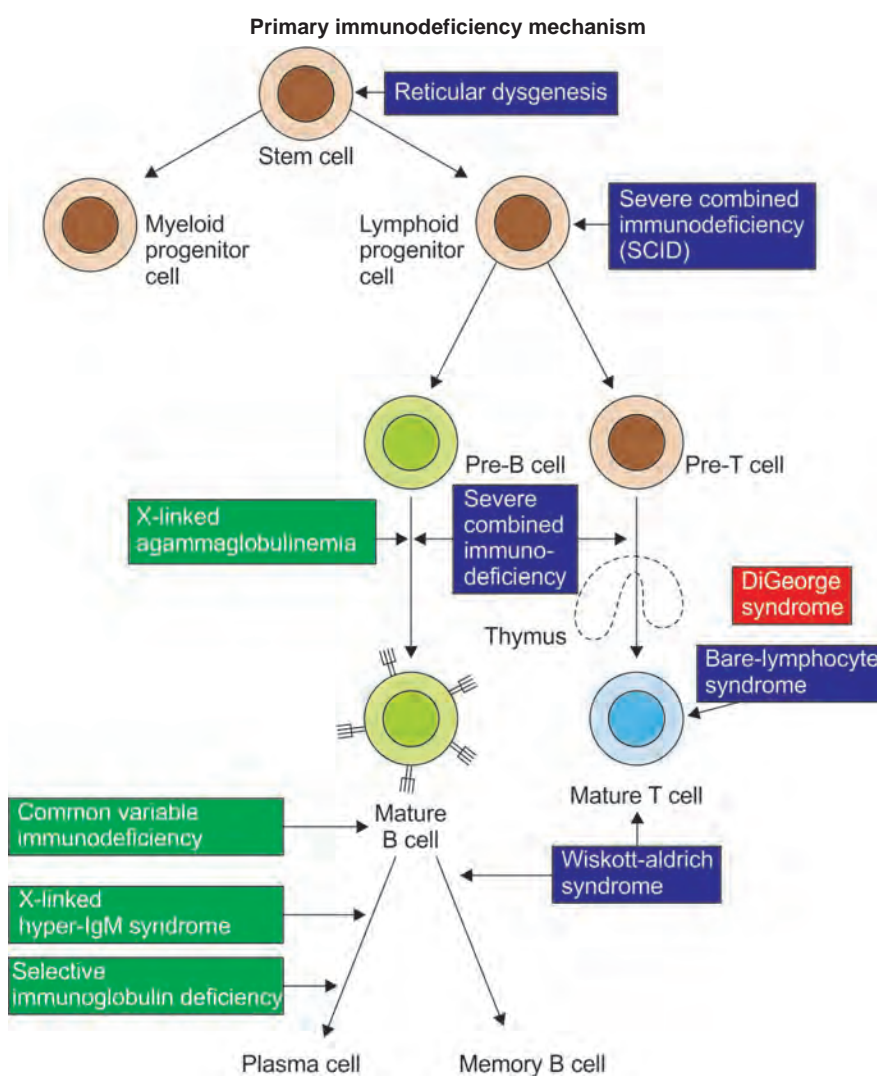 Primary immunodeficiency mechanism
Reticular dysgenesis
Stem cell
Myeloid
progenitor
cell
Lymphoid
progenitor
cell
Severe combined
immunodeficiency
(SCID)
Pre-B cell
Pre-T cell
X-linked
agammaglobulinemia
Severe
combined
immuno-
deficiency
Thymus
DiGeorge
syndrome
Bare-lymphocyte
syndrome
Mature T cell
Common variable
immunodeficiency
Mature
B cell
Wiskott-aldrich
syndrome
X-linked
hyper-IgM syndrome
Selective
immunoglobulin deficiency
Plasma cell
Memory B cell